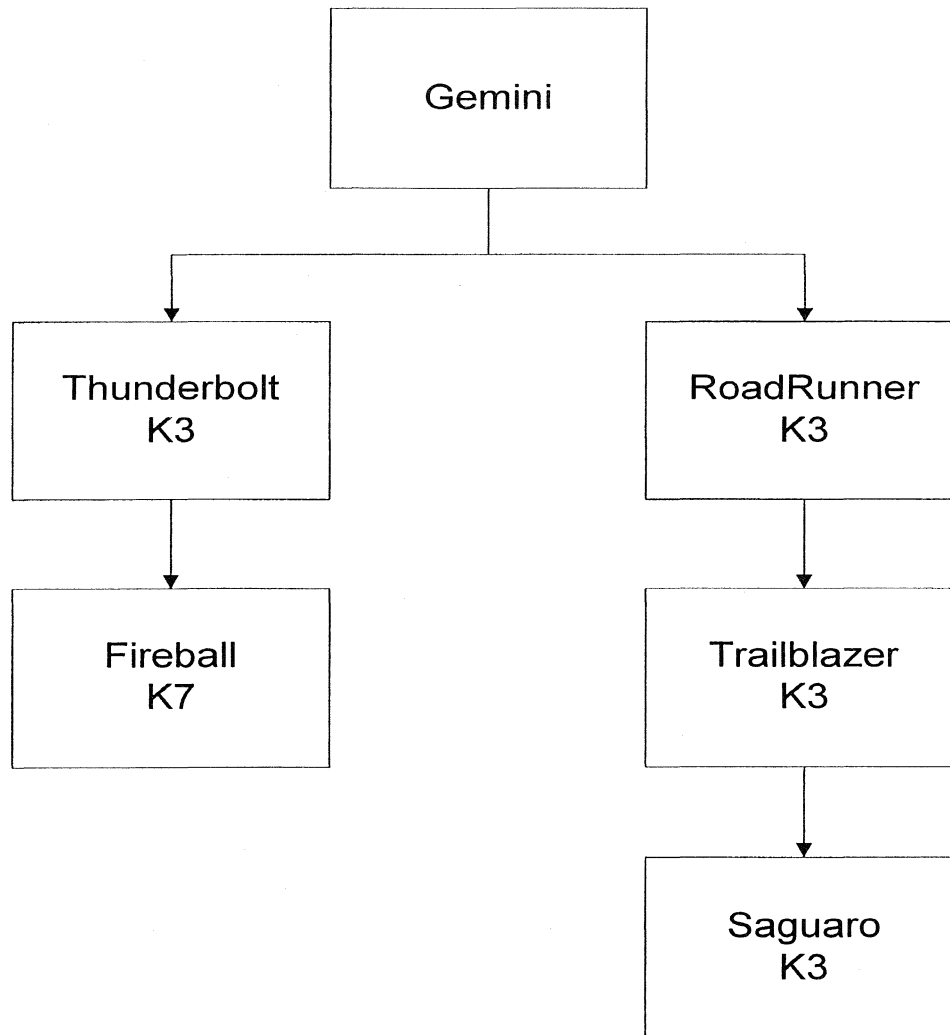 Gemini
Thunderbolt
K3
RoadRunner
K3
Fireball
K7
Trailblazer
K3
Saguaro
K3